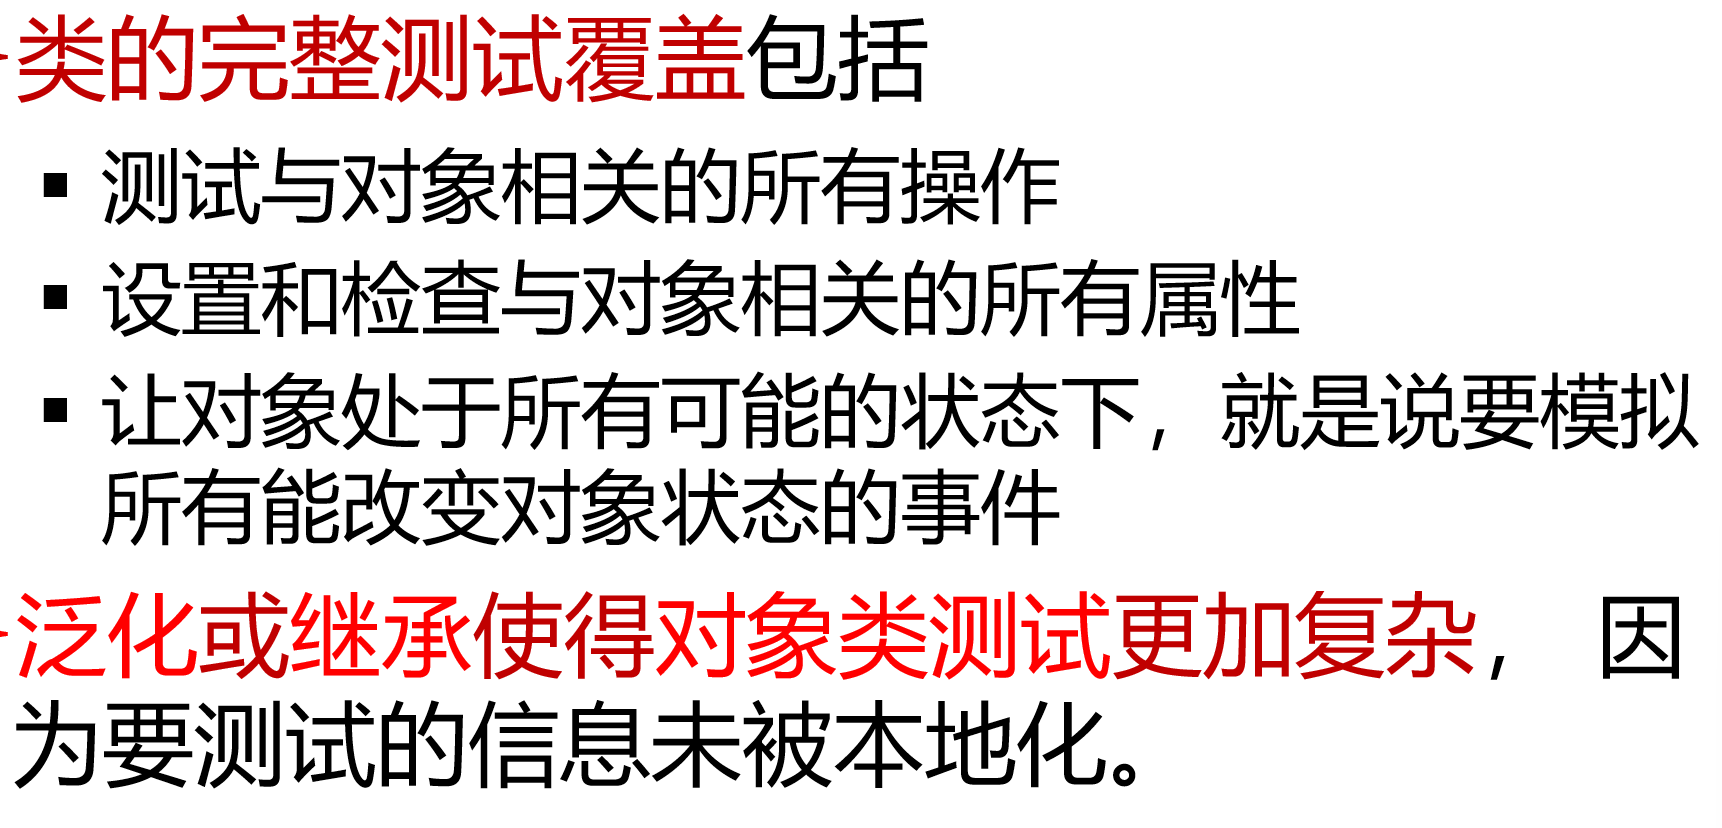 类的完整测试覆盖包括
▪ 测试与对象相关的所有操作
▪ 设置和检查与对象相关的所有属性
▪ 让对象处于所有可能的状态下，就是说要模拟
所有能改变对象状态的事件
泛化或继承使得对象类测试更加复杂， 因
为要测试的信息未被本地化。